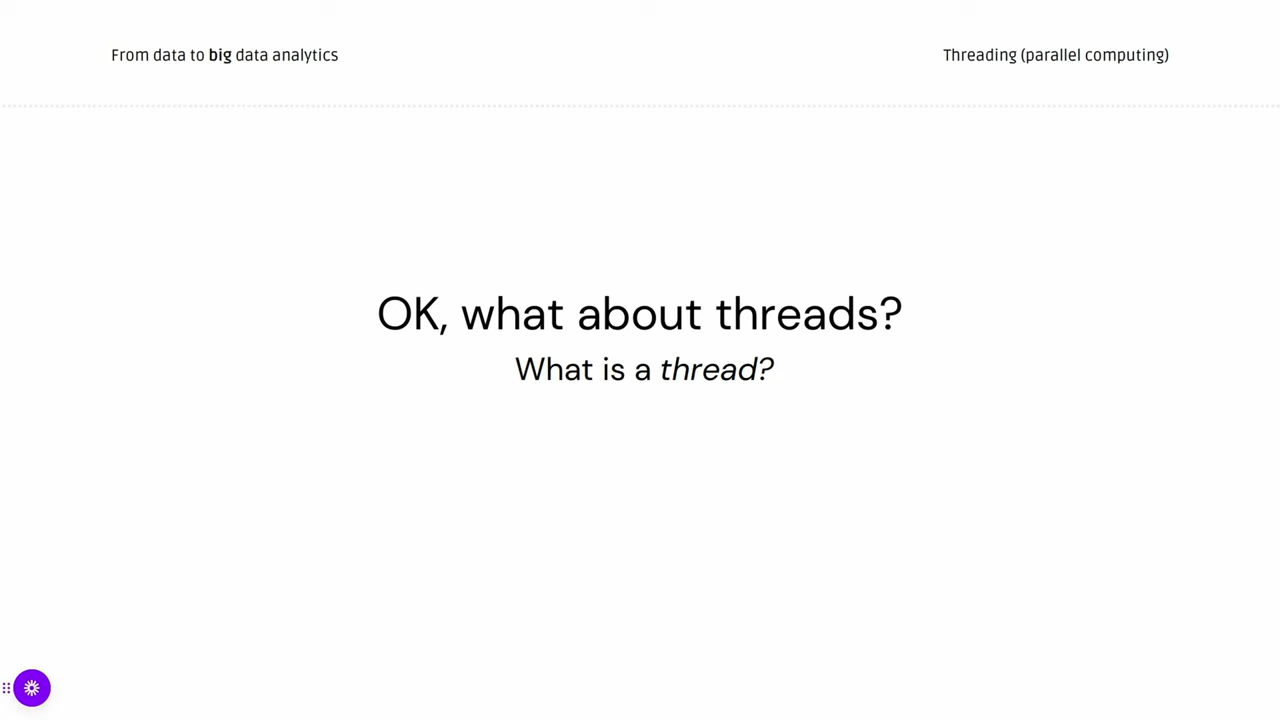 From data to big data analytics
Threading (parallel computing)
OK, what about threads?
What is a thread?